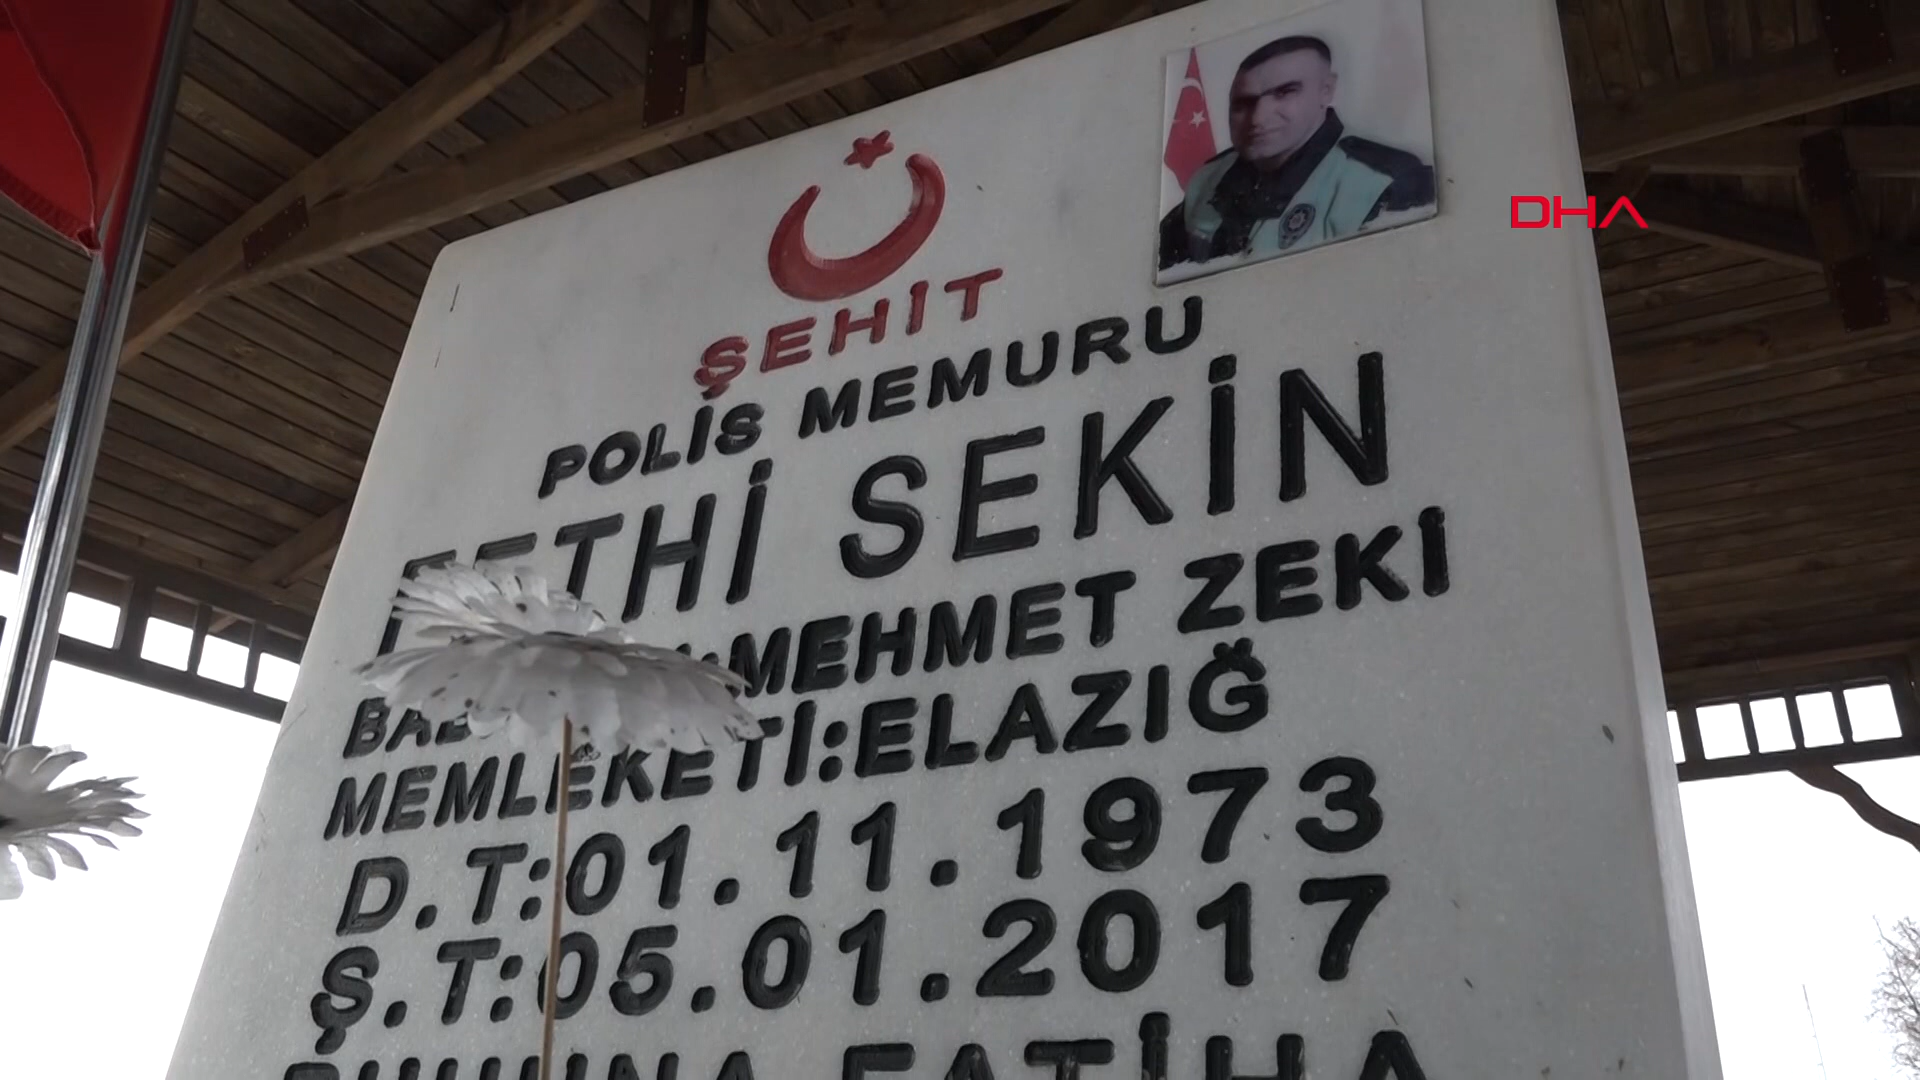 DHA
ŞEHİT
POLİS MEMURU
FETHİ SEKİN
MEHMET ZEKİ
MEMLEKETİ:ELAZIĞ
D.T:01.11.1973
Ş.T:05.01.2017
RUHUNA FATİHA